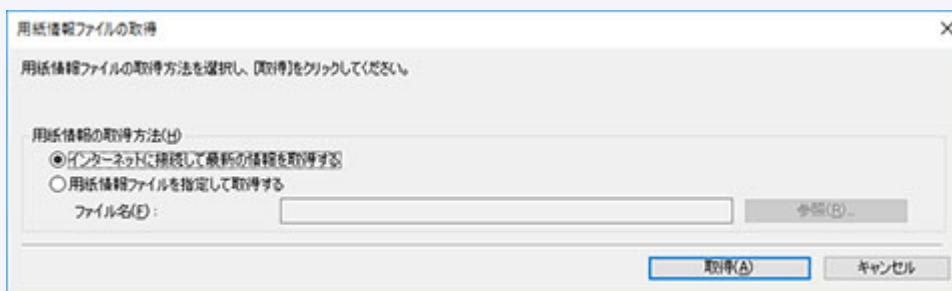 用紙情報ファイルの取得
用紙情報ファイルの取得方法を選択し、[取得]をクリックしてください。
用紙情報の取得方法(H)
インターネットに接続して最新の情報を取得する
用紙情報ファイルを指定して取得する
ファイル名(F)： 参照(R)...
取得(A) キャンセル